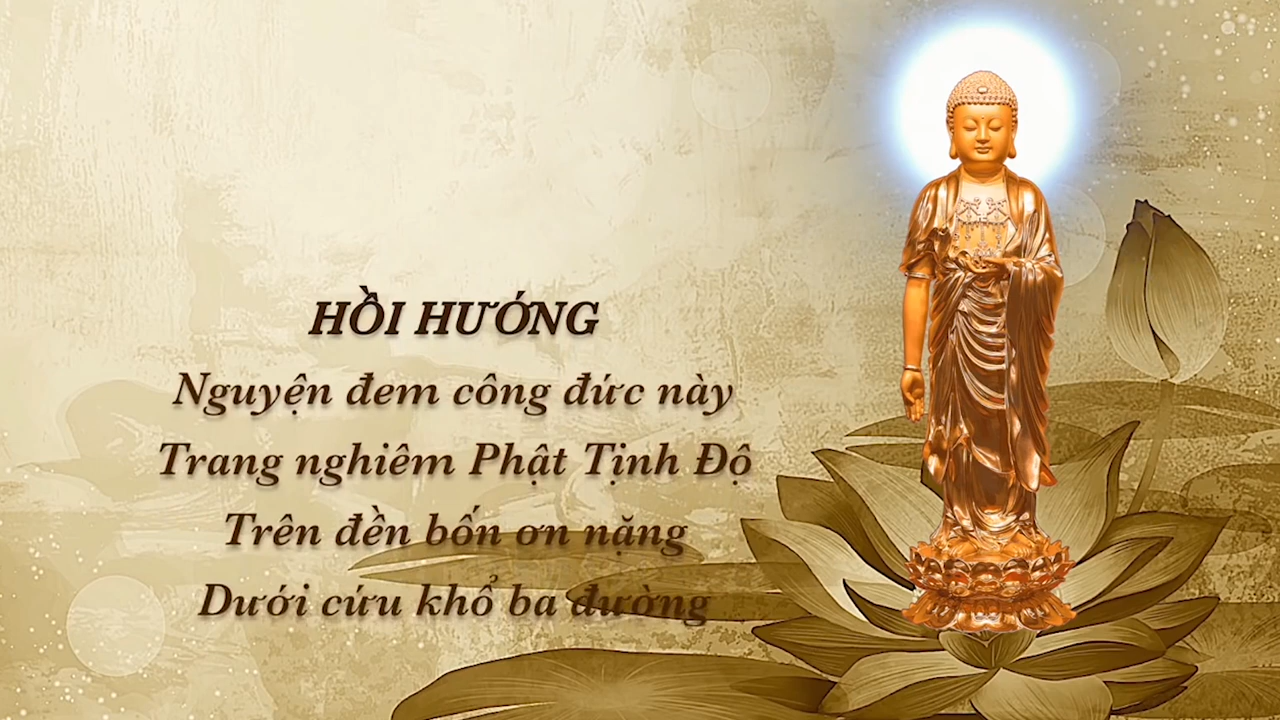 HỒI HƯỚNG
Nguyện đem công đức này
Trang nghiêm Phật Tịnh Độ
Trên đền bốn ơn nặng
Dưới cứu khổ ba đường